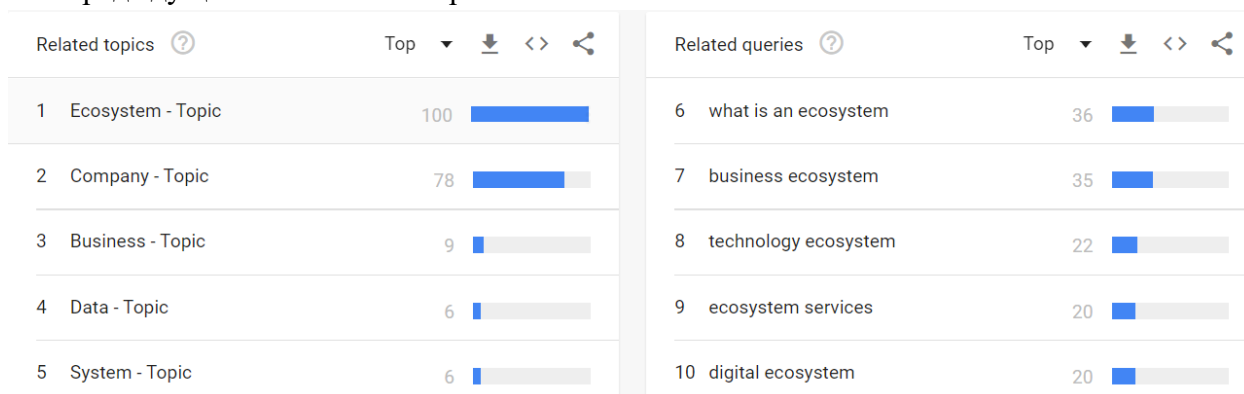 Related topics ? Top <>
1 Ecosystem - Topic 100
2 Company - Topic 78
3 Business - Topic 9
4 Data - Topic 6
5 System - Topic 6
Related queries ? Top <>
6 what is an ecosystem 36
7 business ecosystem 35
8 technology ecosystem 22
9 ecosystem services 20
10 digital ecosystem 20